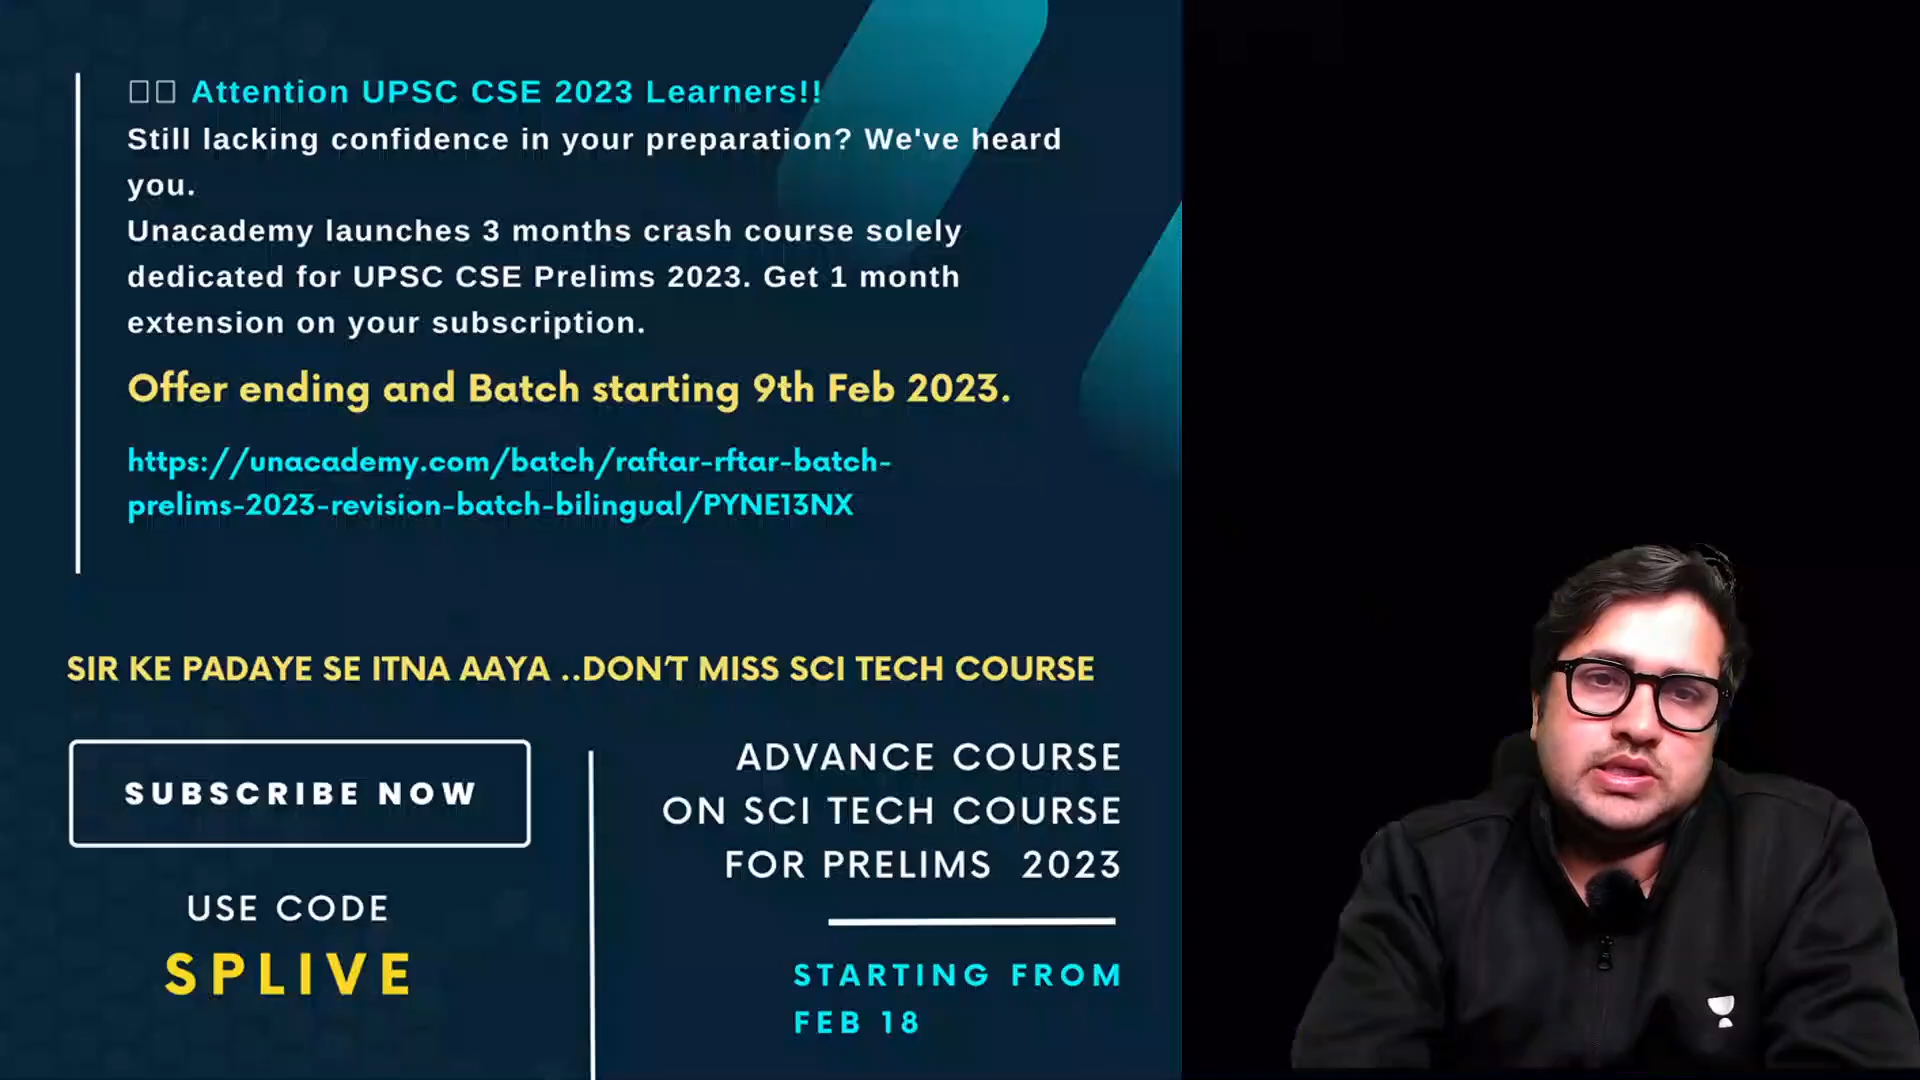 Attention UPSC CSE 2023 Learners!!
Still lacking confidence in your preparation? We've heard
you.
Unacademy launches 3 months crash course solely
dedicated for UPSC CSE Prelims 2023. Get 1 month
extension on your subscription.
Offer ending and Batch starting 9th Feb 2023.
https://unacademy.com/batch/raftar-rftar-batch-
prelims-2023-revision-batch-bilingual/PYNE13NX
SIR KE PADAYE SE ITNA AAYA ..DON'T MISS SCI TECH COURSE
SUBSCRIBE NOW
USE CODE
SPLIVE
ADVANCE COURSE
ON SCI TECH COURSE
FOR PRELIMS 2023
STARTING FROM
FEB 18